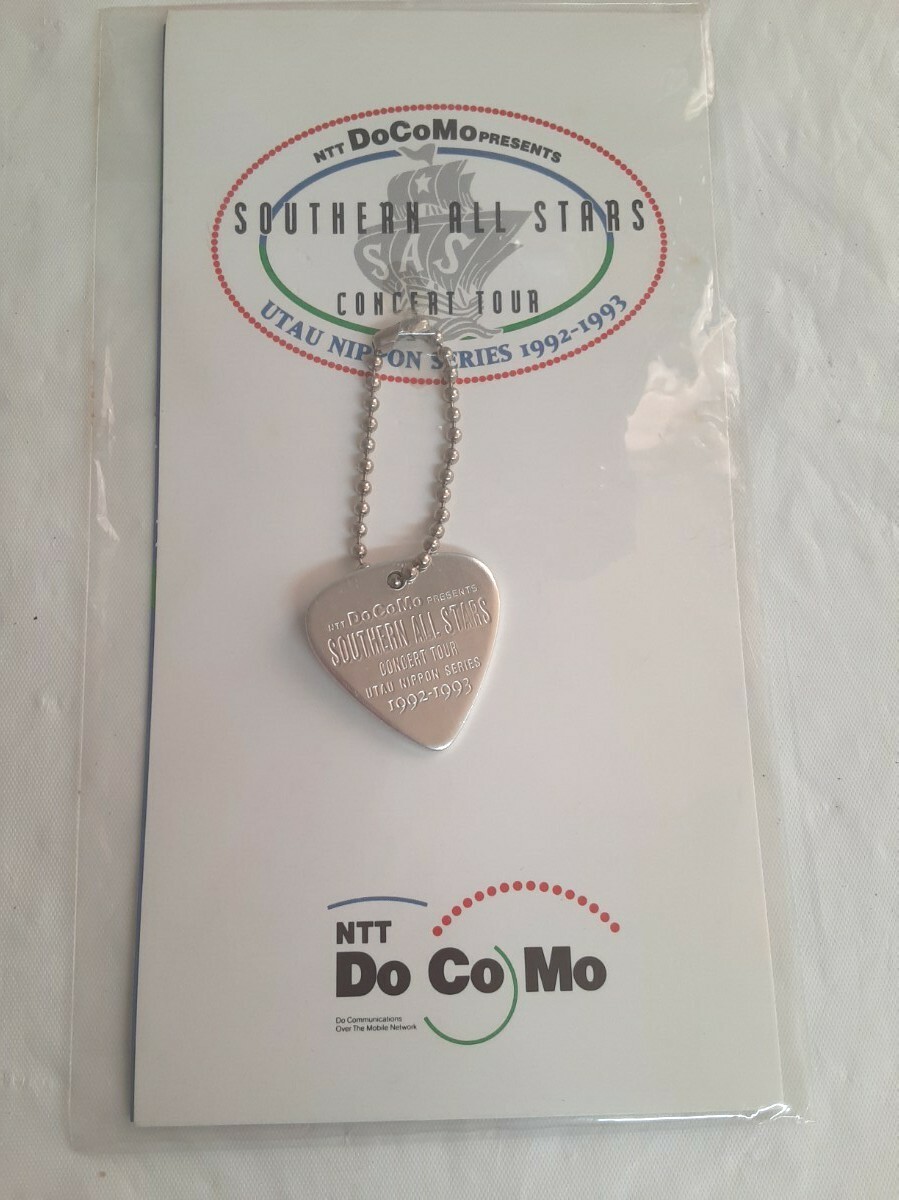 NTT DoCoMo PRESENTS
SOUTHERN ALL STARS
SAS
CONCERT TOUR
UTAU NIPPON SERIES 1992-1993
NTT DoCoMo PRESENTS
SOUTHERN ALL STARS
CONCERT TOUR
UTAU NIPPON SERIES
1992-1993
NTT
Do Co Mo
Do Communications
Over The Mobile Network